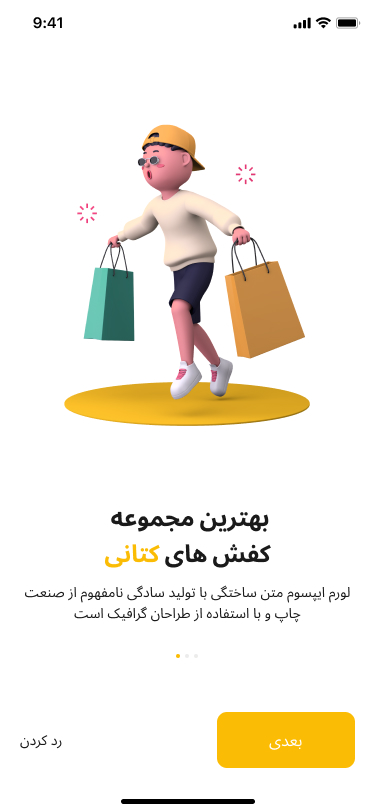 9:41
بهترین مجموعه
کفش های کتانی
لورم ایپسوم متن ساختگی با تولید سادگی نامفهوم از صنعت
چاپ و با استفاده از طراحان گرافیک است
بعدی
رد کردن